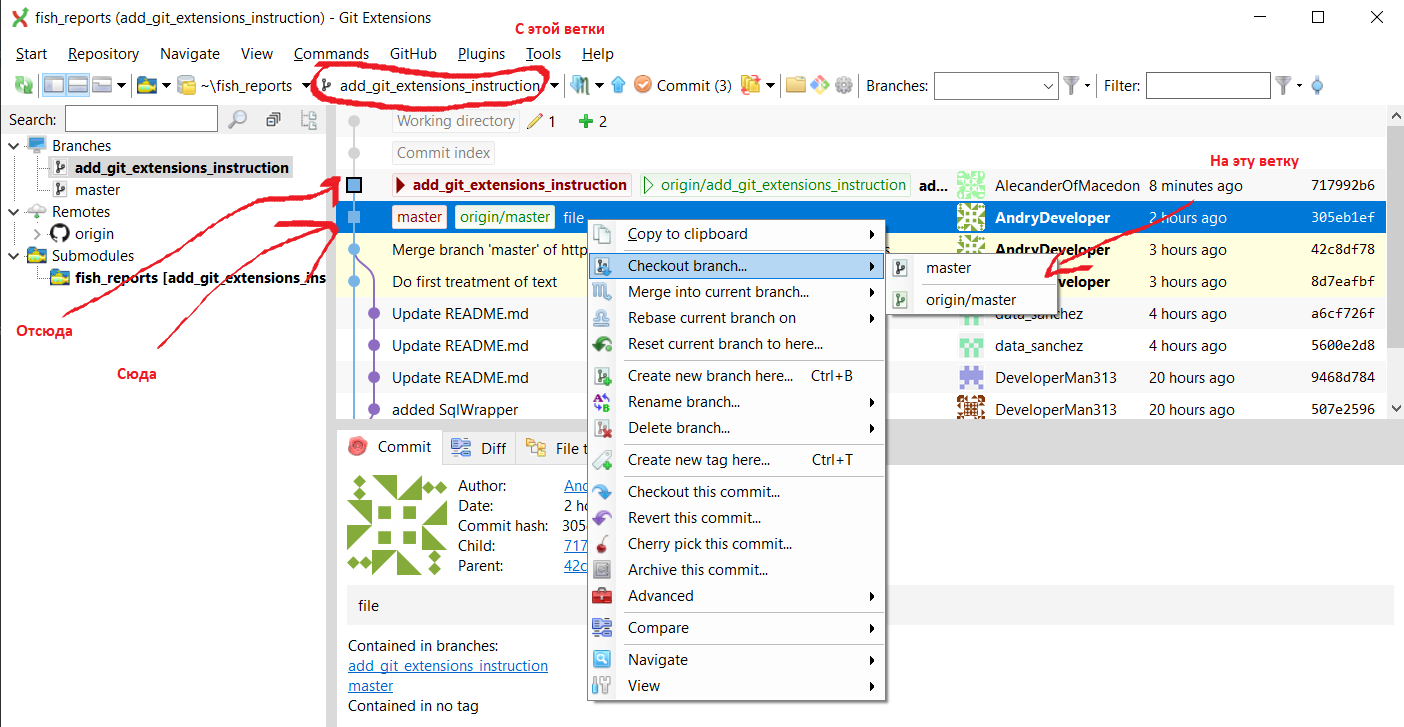 fish_reports (add_git_extensions_instruction) - Git Extensions
С этой ветки
Start Repository Navigate View Commands GitHub Plugins Tools Help
~\fish_reports add_git_extensions_instruction Commit (3) Branches: Filter:
Search:
Branches
add_git_extensions_instruction
master
Remotes
origin
Submodules
fish_reports [add_git_extensions_ins
Отсюда
Сюда
Working directory 1 2
Commit index
На эту ветку
add_git_extensions_instruction origin/add_git_extensions_instruction ad... AlecanderOfMacedon 8 minutes ago 717992b6
master origin/master file AndryDeveloper 2 hours ago 305eb1ef
Merge branch 'master' of http AndryDeveloper 3 hours ago 42c8df78
Do first treatment of text eveloper 3 hours ago 8d7eafbf
Update README.md data_sanchez 4 hours ago a6cf726f
Update README.md data_sanchez 4 hours ago 5600e2d8
Update README.md DeveloperMan313 20 hours ago 9468d784
added SqlWrapper DeveloperMan313 20 hours ago 507e2596
Copy to clipboard
Checkout branch...
Merge into current branch...
Rebase current branch on
Reset current branch to here...
Create new branch here... Ctrl+B
Rename branch...
Delete branch...
Create new tag here... Ctrl+T
Checkout this commit...
Revert this commit...
Cherry pick this commit...
Archive this commit...
Advanced
Compare
Navigate
View
master
origin/master
Commit Diff File t
Author: And
Date: 2 ho
Commit hash: 305
Child: 717
Parent: 42c
file
Contained in branches:
add_git_extensions_instruction
master
Contained in no tag